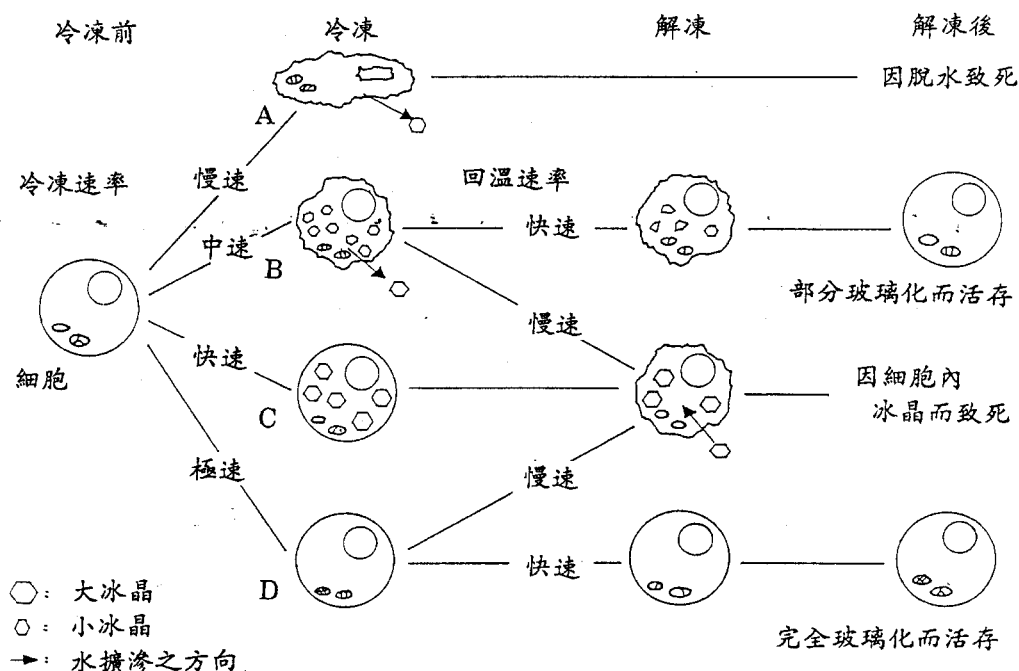 冷凍前
冷凍
解凍
解凍後
A
因脫水致死
冷凍速率
慢速
回溫速率
中速
B
快速
部分玻璃化而活存
慢速
細胞
快速
C
因細胞內
冰晶而致死
極速
慢速
D
快速
完全玻璃化而活存
：大冰晶
：小冰晶
：水擴滲之方向